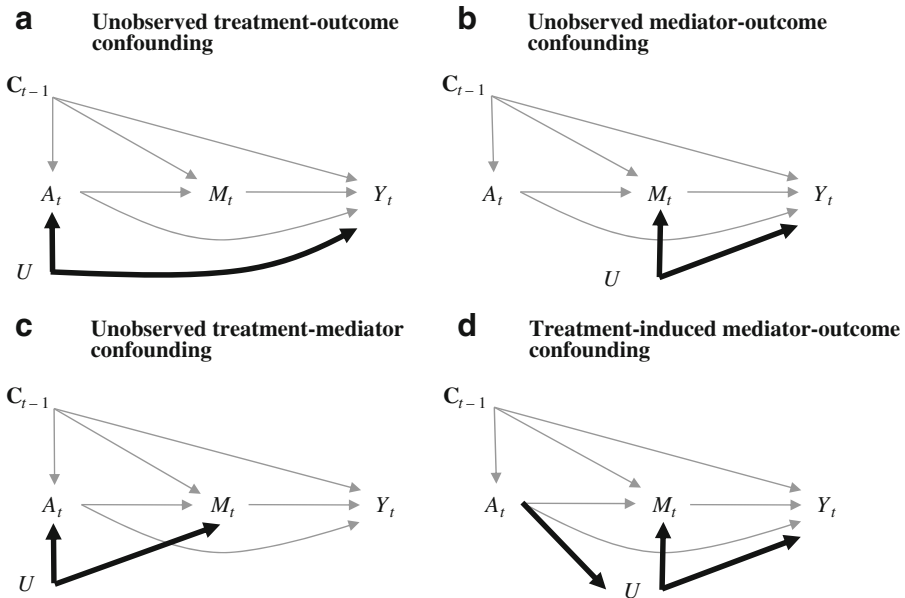 a Unobserved treatment-outcome
confounding
C_{t-1}
A_t M_t Y_t
U
b Unobserved mediator-outcome
confounding
C_{t-1}
A_t M_t Y_t
U
c Unobserved treatment-mediator
confounding
C_{t-1}
A_t M_t Y_t
U
d Treatment-induced mediator-outcome
confounding
C_{t-1}
A_t M_t Y_t
U